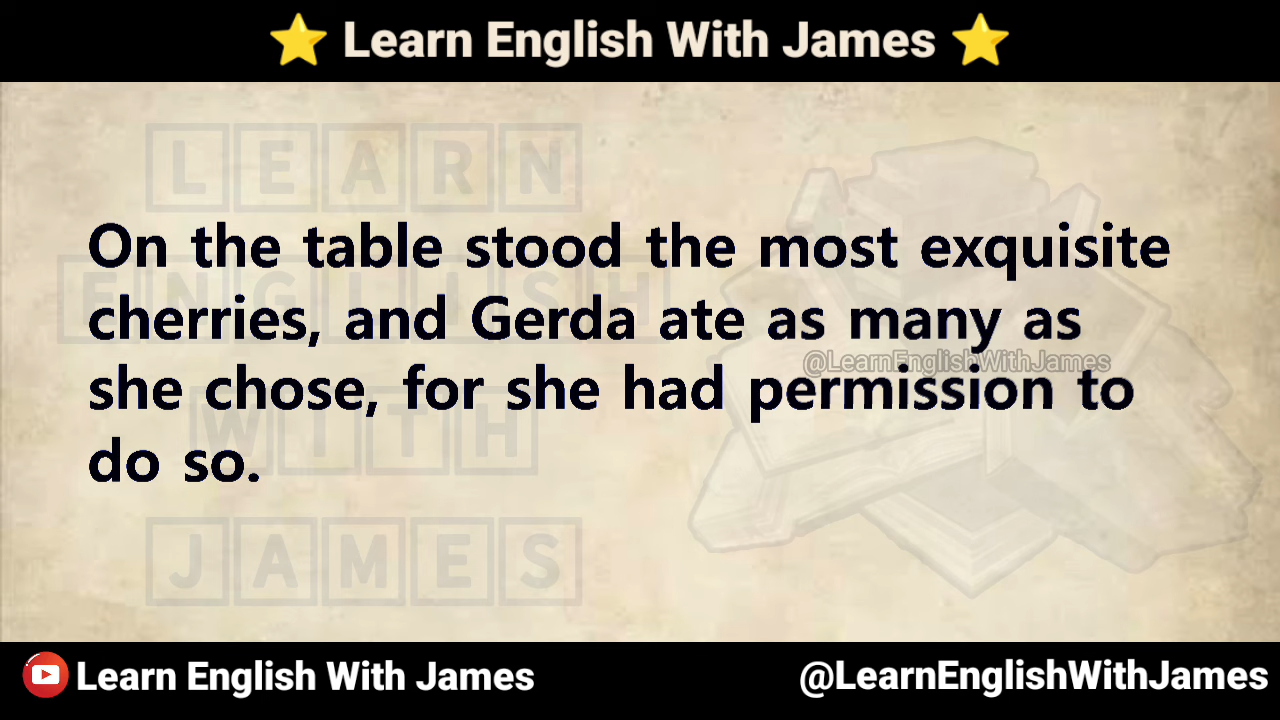 ⭐ Learn English With James ⭐
LEARN
ENGLISH
WITH
JAMES
On the table stood the most exquisite
cherries, and Gerda ate as many as
@LearnEnglishWithJames
she chose, for she had permission to
do so.
Learn English With James
@LearnEnglishWithJames